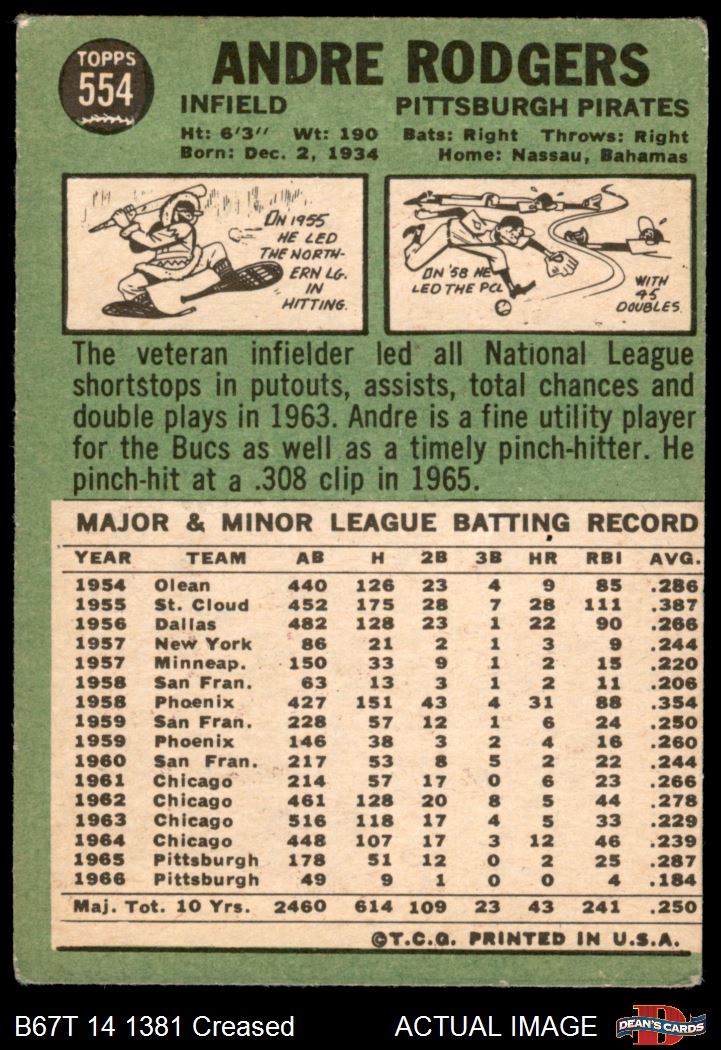 TOPPS
554
ANDRE RODGERS
INFIELD PITTSBURGH PIRATES
Ht: 6'3" Wt: 190 Bats: Right Throws: Right
Born: Dec. 2, 1934 Home: Nassau, Bahamas
ON 1955
HE LED
THE NORTH-
ERN LG.
IN
HITTING.
ON '58 HE
LED THE PCL
WITH
45
DOUBLES.
The veteran infielder led all National League
shortstops in putouts, assists, total chances and
double plays in 1963. Andre is a fine utility player
for the Bucs as well as a timely pinch-hitter. He
pinch-hit at a .308 clip in 1965.
MAJOR & MINOR LEAGUE BATTING RECORD
YEAR TEAM AB H 2B 3B HR RBI AVG.
1954 Olean 440 126 23 4 9 85 .286
1955 St. Cloud 452 175 28 7 28 111 .387
1956 Dallas 482 128 23 1 22 90 .266
1957 New York 86 21 2 1 3 9 .244
1957 Minneap. 150 33 9 1 2 15 .220
1958 San Fran. 63 13 3 1 2 11 .206
1958 Phoenix 427 151 43 4 31 88 .354
1959 San Fran. 228 57 12 1 6 24 .250
1959 Phoenix 146 38 3 2 4 16 .260
1960 San Fran. 217 53 8 5 2 22 .244
1961 Chicago 214 57 17 0 6 23 .266
1962 Chicago 461 128 20 8 5 44 .278
1963 Chicago 516 118 17 4 5 33 .229
1964 Chicago 448 107 17 3 12 46 .239
1965 Pittsburgh 178 51 12 0 2 25 .287
1966 Pittsburgh 49 9 1 0 0 4 .184
Maj. Tot. 10 Yrs. 2460 614 109 23 43 241 .250
©T.C.G. PRINTED IN U.S.A.
B67T 14 1381 Creased ACTUAL IMAGE DEAN'S CARDS